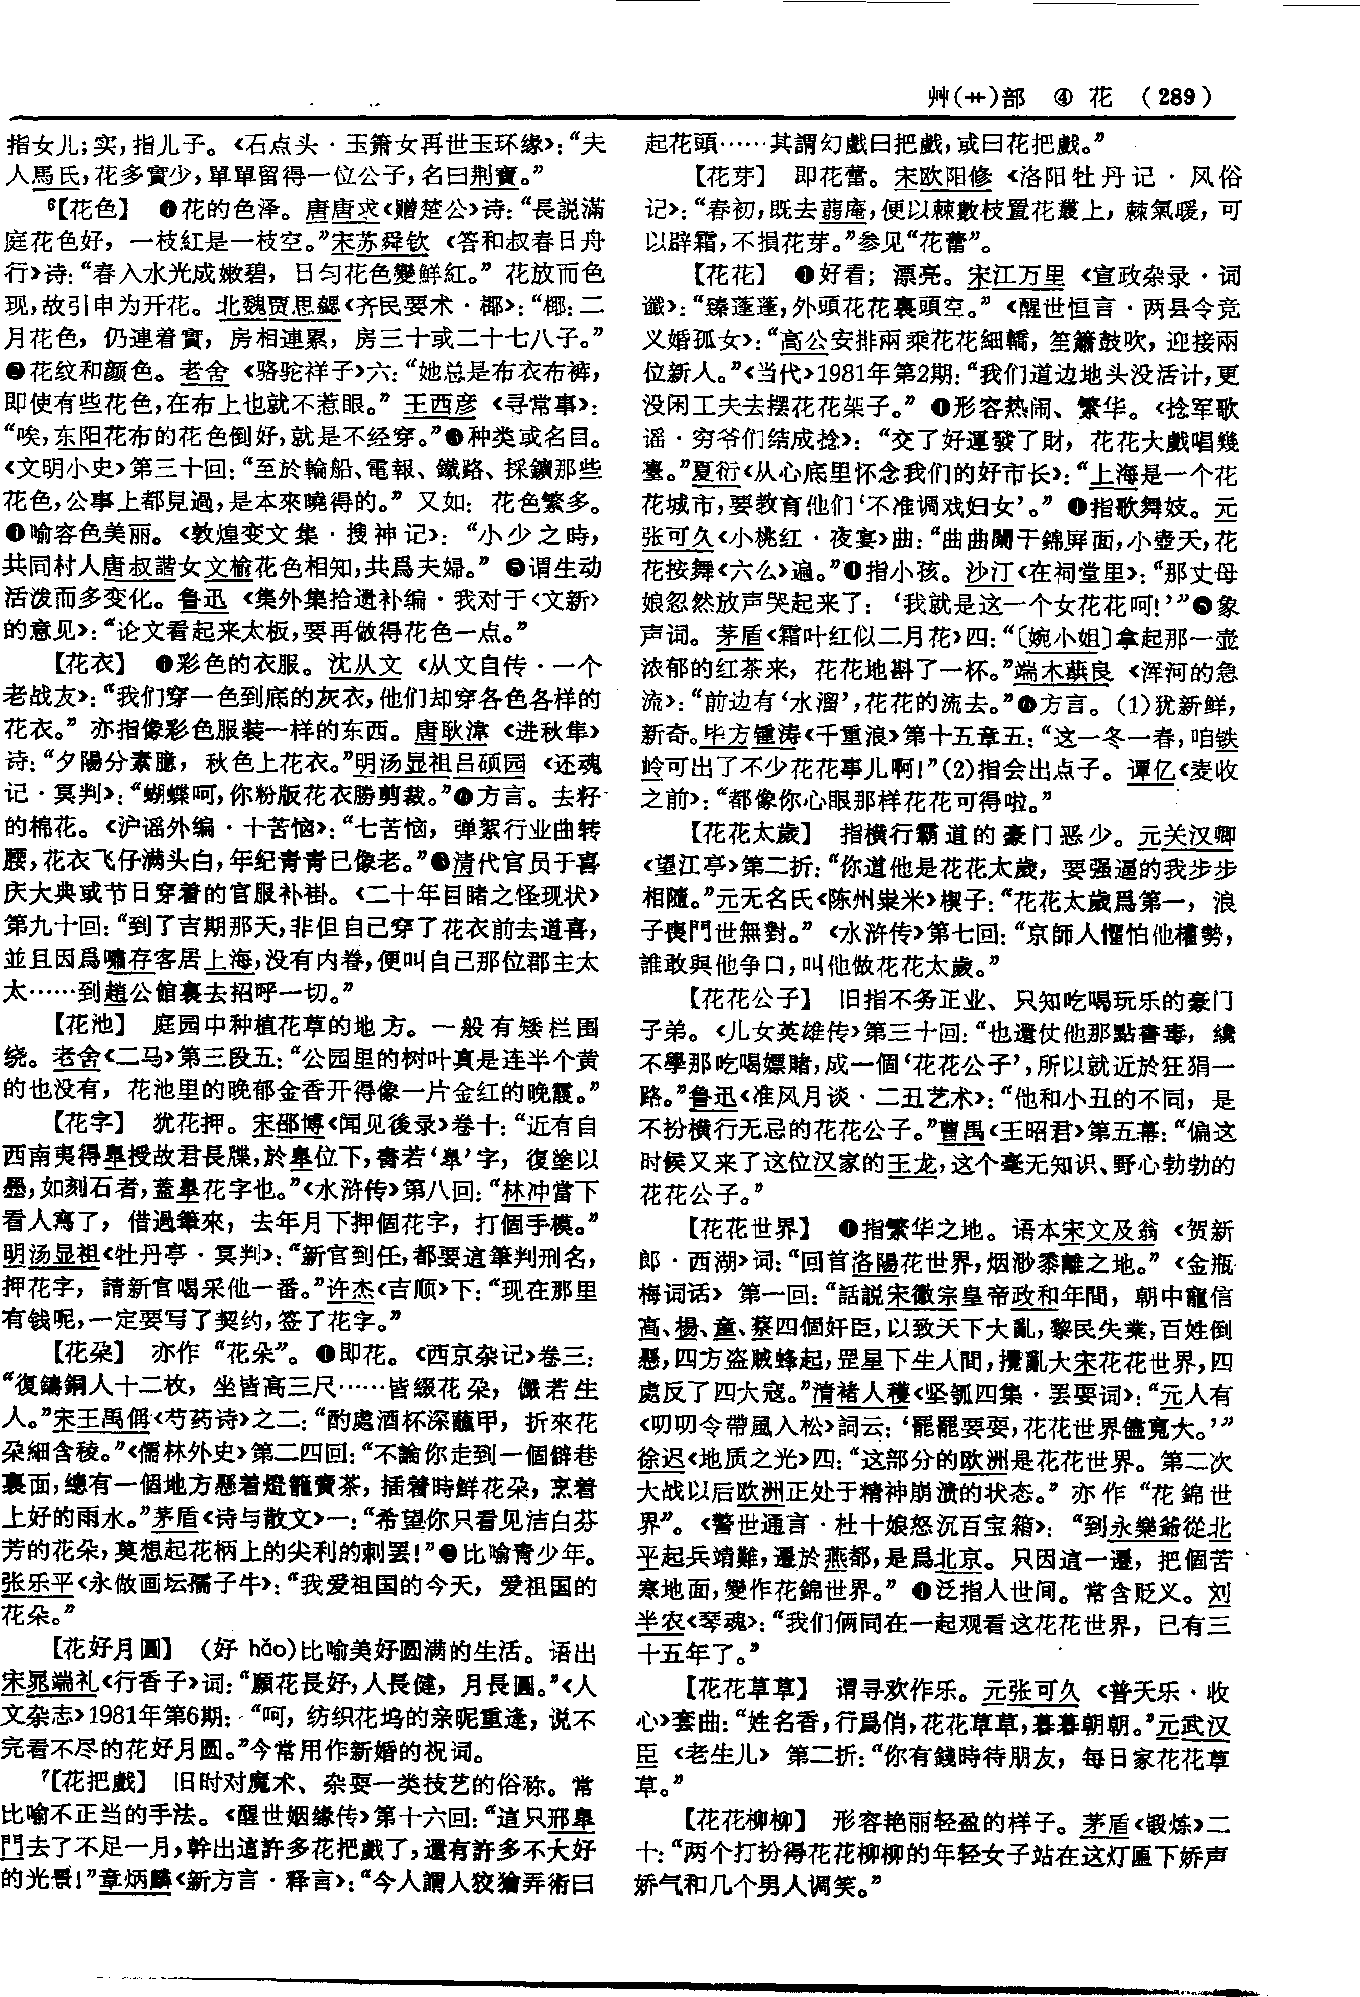 艸(艹)部 ④ 花 (289)
指女儿;实,指儿子。《石点头·玉箫女再世玉环缘》:“夫
人馬氏,花多實少,單單留得一位公子,名曰荆寶。”
6【花色】 ❶花的色泽。唐唐求《赠楚公》诗:“長説滿
庭花色好,一枝紅是一枝空。”宋苏舜钦《答和叔春日舟
行》诗:“春入水光成嫩碧,日匀花色變鮮紅。”花放而色
现,故引申为开花。北魏贾思勰《齐民要术·椰》:“椰:二
月花色,仍連着實,房相連累,房三十或二十七八子。”
❷花纹和颜色。老舍《骆驼祥子》六:“她总是布衣布裤,
即使有些花色,在布上也就不惹眼。”王西彦《寻常事》:
“唉,东阳花布的花色倒好,就是不经穿。”❸种类或名目。
《文明小史》第三十回:“至於輪船、電報、鐵路、採鑛那些
花色,公事上都見過,是本來曉得的。”又如:花色繁多。
❹喻容色美丽。《敦煌变文集·搜神记》:“小少之時,
共同村人唐叔諧女文榆花色相知,共爲夫婦。”❺谓生动
活泼而多变化。鲁迅《集外集拾遗补编·我对于〈文新〉
的意见》:“论文看起来太板,要再做得花色一点。”
【花衣】 ❶彩色的衣服。沈从文《从文自传·一个
老战友》:“我们穿一色到底的灰衣,他们却穿各色各样的
花衣。”亦指像彩色服装一样的东西。唐耿湋《进秋隼》
诗:“夕陽分素臆,秋色上花衣。”明汤显祖吕硕园《还魂
记·冥判》:“蝴蝶呵,你粉版花衣勝剪裁。”❷方言。去籽
的棉花。《沪谣外编·十苦恼》:“七苦恼,弹絮行业曲转
腰,花衣飞仔满头白,年纪青青已像老。”❸清代官员于喜
庆大典或节日穿着的官服补褂。《二十年目睹之怪现状》
第九十回:“到了吉期那天,非但自己穿了花衣前去道喜,
並且因爲嘯存客居上海,没有内眷,便叫自己那位郡主太
太……到趙公館裏去招呼一切。”
【花池】 庭园中种植花草的地方。一般有矮栏围
绕。老舍《二马》第三段五:“公园里的树叶真是连半个黄
的也没有,花池里的晚郁金香开得像一片金红的晚霞。”
【花字】 犹花押。宋邵博《闻见後录》卷十:“近有自
西南夷得臯授故君長牒,於臯位下,書若‘臯’字,復塗以
墨,如刻石者,蓋臯花字也。”《水浒传》第八回:“林冲當下
看人寫了,借過筆來,去年月下押個花字,打個手模。”
明汤显祖《牡丹亭·冥判》:“新官到任,都要這筆判刑名,
押花字,請新官喝采他一番。”许杰《吉顺》下:“现在那里
有钱呢,一定要写了契约,签了花字。”
【花朵】 亦作“花朶”。❶即花。《西京杂记》卷三:
“復鑄銅人十二枚,坐皆高三尺……皆綴花朵,儼若生
人。”宋王禹偁《芍药诗》之二:“酌處酒杯深蘸甲,折來花
朵細含稜。”《儒林外史》第二四回:“不論你走到一個僻巷
裏面,總有一個地方懸着燈籠賣茶,插着時鮮花朵,烹着
上好的雨水。”茅盾《诗与散文》一:“希望你只看见洁白芬
芳的花朵,莫想起花柄上的尖利的刺罢!”❷比喻青少年。
张乐平《永做画坛孺子牛》:“我爱祖国的今天,爱祖国的
花朵。”
【花好月圆】 (好 hǎo)比喻美好圆满的生活。语出
宋晁端礼《行香子》词:“願花長好,人長健,月長圓。”《人
文杂志》1981年第6期:“呵,纺织花坞的亲昵重逢,说不
完看不尽的花好月圆。”今常用作新婚的祝词。
7【花把戲】 旧时对魔术、杂耍一类技艺的俗称。常
比喻不正当的手法。《醒世姻缘传》第十六回:“這只邢臯
門去了不足一月,幹出這許多花把戲了,還有許多不大好
的光景!”章炳麟《新方言·释言》:“今人謂人狡獪弄術曰
起花頭……其謂幻戲曰把戲,或曰花把戲。”
【花芽】 即花蕾。宋欧阳修《洛阳牡丹记·风俗
记》:“春初,既去蒻庵,便以棘數枝置花叢上,棘氣暖,可
以辟霜,不損花芽。”参见“花蕾”。
【花花】 ❶好看;漂亮。宋江万里《宣政杂录·词
谶》:“臻蓬蓬,外頭花花裏頭空。”《醒世恒言·两县令竞
义婚孤女》:“高公安排兩乘花花細轎,笙簫鼓吹,迎接兩
位新人。”《当代》1981年第2期:“我们道边地头没活计,更
没闲工夫去摆花花架子。”❷形容热闹、繁华。《捻军歌
谣·穷爷们结成捻》:“交了好運發了財,花花大戲唱幾
臺。”夏衍《从心底里怀念我们的好市长》:“上海是一个花
花城市,要教育他们‘不准调戏妇女’。”❸指歌舞妓。元
张可久《小桃红·夜宴》曲:“曲曲闌干錦屏面,小壺天,花
花按舞《六幺》遍。”❹指小孩。沙汀《在祠堂里》:“那丈母
娘忽然放声哭起来了:‘我就是这一个女花花呵!’”❺象
声词。茅盾《霜叶红似二月花》四:“〔婉小姐〕拿起那一壶
浓郁的红茶来,花花地斟了一杯。”端木蕻良《浑河的急
流》:“前边有‘水溜’,花花的流去。”❻方言。(1)犹新鲜,
新奇。毕方锺涛《千重浪》第十五章五:“这一冬一春,咱铁
岭可出了不少花花事儿啊!”(2)指会出点子。谭亿《麦收
之前》:“都像你心眼那样花花可得啦。”
【花花太歲】 指横行霸道的豪门恶少。元关汉卿
《望江亭》第二折:“你道他是花花太歲,要强逼的我步步
相隨。”元无名氏《陈州粜米》楔子:“花花太歲爲第一,浪
子喪門世無對。”《水浒传》第七回:“京師人懼怕他權勢,
誰敢與他争口,叫他做花花太歲。”
【花花公子】 旧指不务正业、只知吃喝玩乐的豪门
子弟。《儿女英雄传》第三十回:“也還仗他那點書毒,纔
不學那吃喝嫖賭,成一個‘花花公子’,所以就近於狂狷一
路。”鲁迅《准风月谈·二丑艺术》:“他和小丑的不同,是
不扮横行无忌的花花公子。”曹禺《王昭君》第五幕:“偏这
时候又来了这位汉家的王龙,这个毫无知识、野心勃勃的
花花公子。”
【花花世界】 ❶指繁华之地。语本宋文及翁《贺新
郎·西湖》词:“回首洛陽花世界,烟渺黍離之地。”《金瓶
梅词话》第一回:“話説宋徽宗皇帝政和年間,朝中寵信
高、楊、童、蔡四個奸臣,以致天下大亂,黎民失業,百姓倒
懸,四方盗贼蜂起,罡星下生人間,攪亂大宋花花世界,四
處反了四大寇。”清褚人穫《坚瓠四集·罢耍词》:“元人有
《叨叨令帶風入松》詞云:‘罷罷耍耍,花花世界儘寬大。’”
徐迟《地质之光》四:“这部分的欧洲是花花世界。第二次
大战以后欧洲正处于精神崩溃的状态。”亦作“花錦世
界”。《警世通言·杜十娘怒沉百宝箱》:“到永樂爺從北
平起兵靖難,遷於燕都,是爲北京。只因這一遷,把個苦
寒地面,變作花錦世界。”❷泛指人世间。常含贬义。刘
半农《琴魂》:“我们俩同在一起观看这花花世界,已有三
十五年了。”
【花花草草】 谓寻欢作乐。元张可久《普天乐·收
心》套曲:“姓名香,行爲俏,花花草草,暮暮朝朝。”元武汉
臣《老生儿》第二折:“你有錢時待朋友,每日家花花草
草。”
【花花柳柳】 形容艳丽轻盈的样子。茅盾《锻炼》二
十:“两个打扮得花花柳柳的年轻女子站在这灯匾下娇声
娇气和几个男人调笑。”